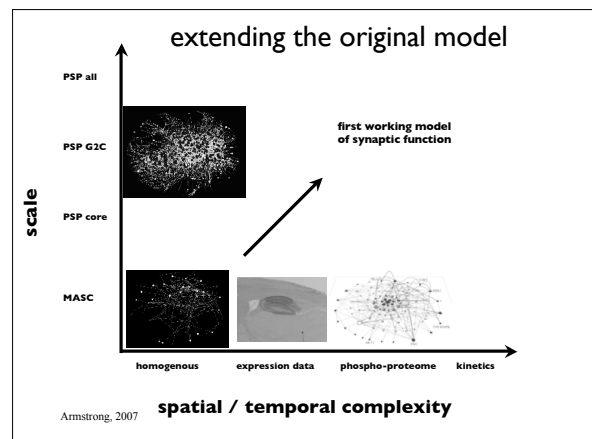 extending the original model
PSP all
PSP G2C
first working model
of synaptic function
scale
PSP core
MASC
homogenous
expression data
phospho-proteome
kinetics
Armstrong, 2007
spatial / temporal complexity